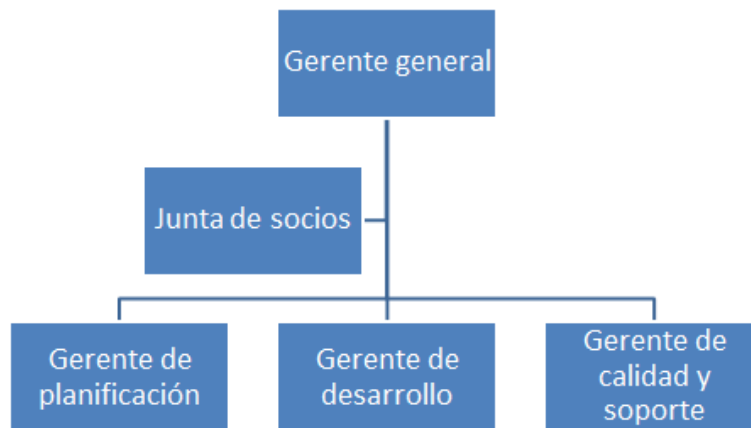 Gerente general
Junta de socios
Gerente de
planificación
Gerente de
desarrollo
Gerente de
calidad y
soporte